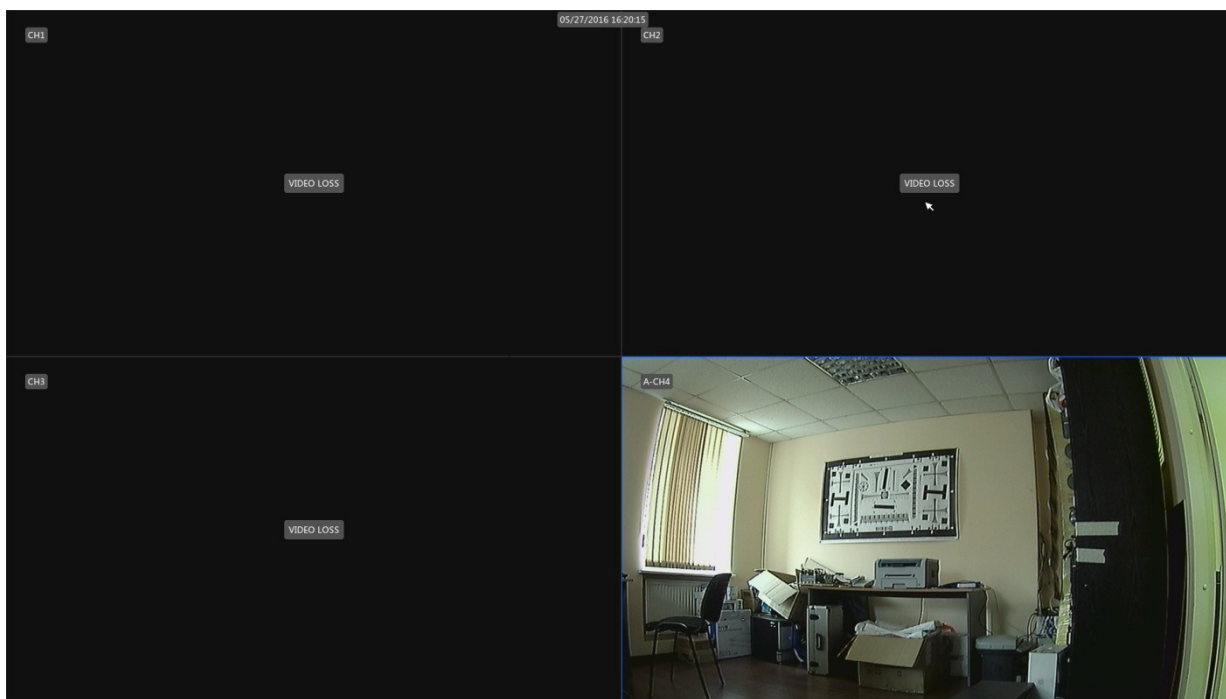 05/27/2016 16:20:15
CH1
CH2
VIDEO LOSS
VIDEO LOSS
CH3
A-CH4
VIDEO LOSS